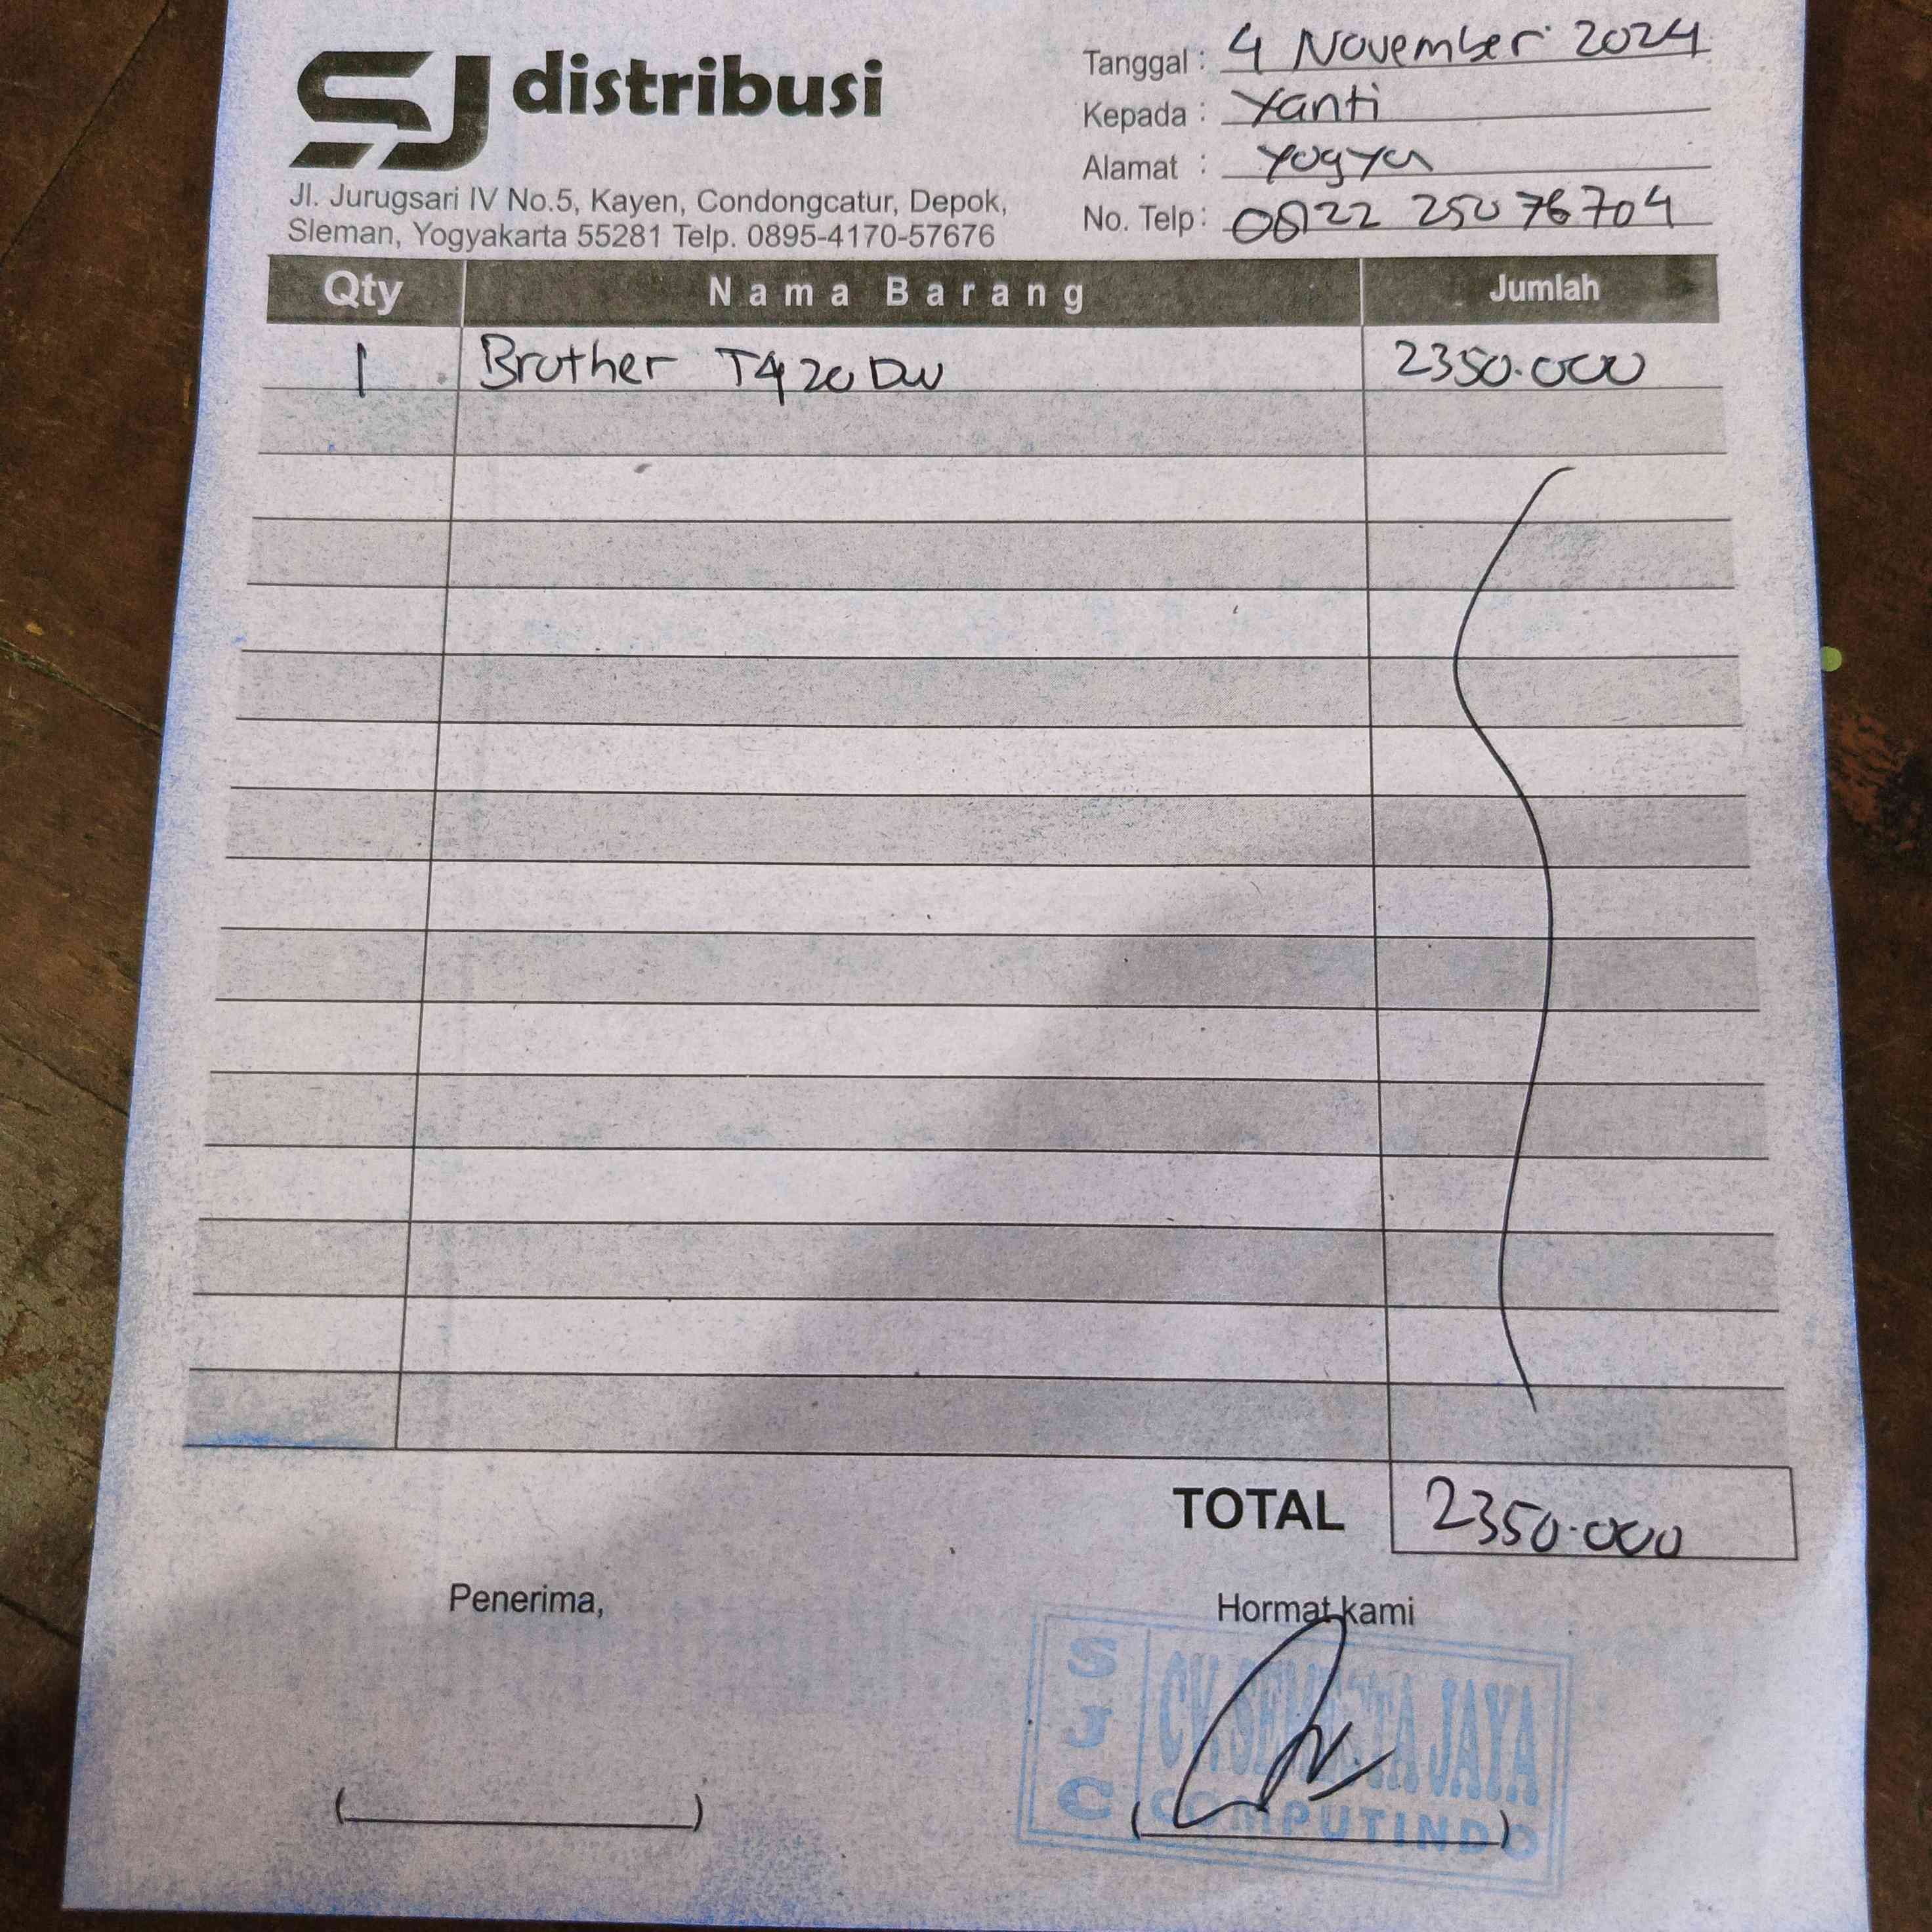 SJ distribusi
Jl. Jurugsari IV No.5, Kayen, Condongcatur, Depok,
Sleman, Yogyakarta 55281 Telp. 0895-4170-57676
Tanggal : 4 November 2024
Kepada : Yanti
Alamat : Yogya
No. Telp: 0822 25076704
Qty Nama Barang Jumlah
1 Brother T420DW 2350.000
TOTAL 2350.000
Penerima,
Hormat kami
SJC
CV SEMESTA JAYA
COMPUTINDO